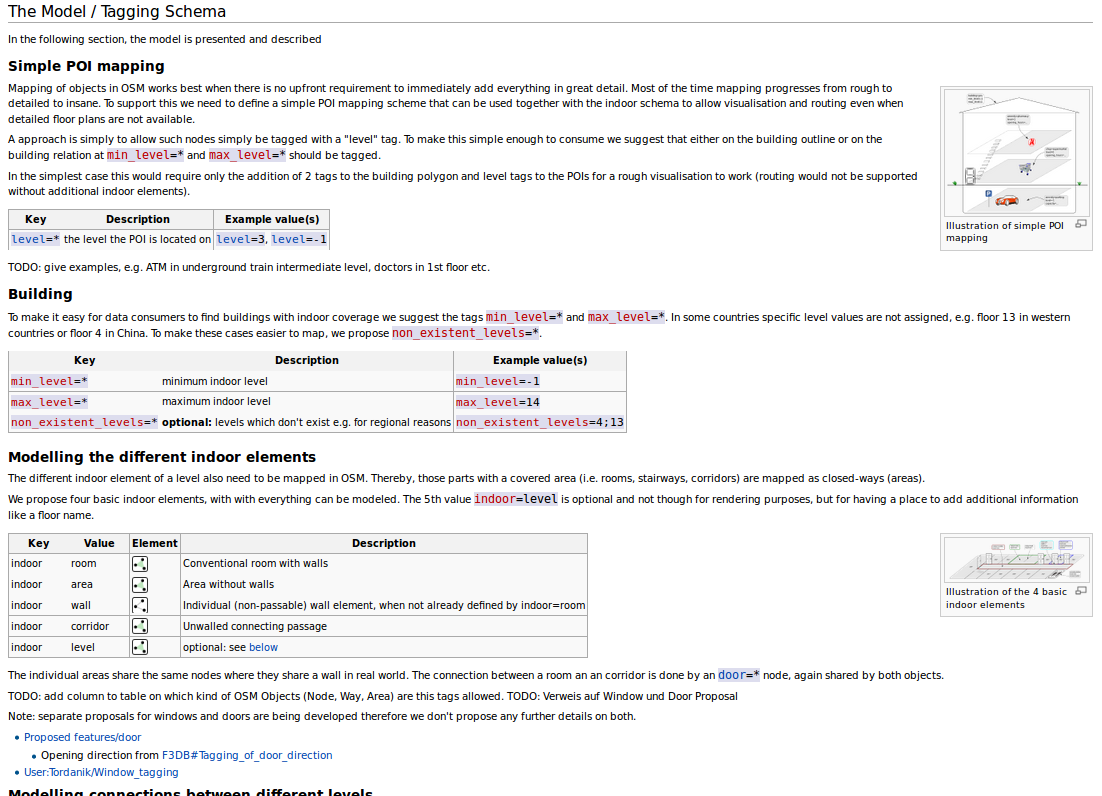 The Model / Tagging Schema
In the following section, the model is presented and described
Simple POI mapping
Mapping of objects in OSM works best when there is no upfront requirement to immediately add everything in great detail. Most of the time mapping progresses from rough to
detailed to insane. To support this we need to define a simple POI mapping scheme that can be used together with the indoor schema to allow visualisation and routing even when
detailed floor plans are not available.
A approach is simply to allow such nodes simply be tagged with a "level" tag. To make this simple enough to consume we suggest that either on the building outline or on the
building relation at min_level=* and max_level=* should be tagged.
In the simplest case this would require only the addition of 2 tags to the building polygon and level tags to the POIs for a rough visualisation to work (routing would not be supported
without additional indoor elements).
Illustration of simple POI
mapping
Key Description Example value(s)
level=* the level the POI is located on level=3, level=-1
TODO: give examples, e.g. ATM in underground train intermediate level, doctors in 1st floor etc.
Building
To make it easy for data consumers to find buildings with indoor coverage we suggest the tags min_level=* and max_level=*. In some countries specific level values are not assigned, e.g. floor 13 in western
countries or floor 4 in China. To make these cases easier to map, we propose non_existent_levels=*.
Key Description Example value(s)
min_level=* minimum indoor level min_level=-1
max_level=* maximum indoor level max_level=14
non_existent_levels=* optional: levels which don't exist e.g. for regional reasons non_existent_levels=4;13
Modelling the different indoor elements
The different indoor element of a level also need to be mapped in OSM. Thereby, those parts with a covered area (i.e. rooms, stairways, corridors) are mapped as closed-ways (areas).
We propose four basic indoor elements, with with everything can be modeled. The 5th value indoor=level is optional and not though for rendering purposes, but for having a place to add additional information
like a floor name.
Key Value Element Description
indoor room Conventional room with walls
indoor area Area without walls
indoor wall Individual (non-passable) wall element, when not already defined by indoor=room
indoor corridor Unwalled connecting passage
indoor level optional: see below
Illustration of the 4 basic
indoor elements
The individual areas share the same nodes where they share a wall in real world. The connection between a room an an corridor is done by an door=* node, again shared by both objects.
TODO: add column to table on which kind of OSM Objects (Node, Way, Area) are this tags allowed. TODO: Verweis auf Window und Door Proposal
Note: separate proposals for windows and doors are being developed therefore we don't propose any further details on both.
• Proposed features/door
• Opening direction from F3DB#Tagging_of_door_direction
• User:Tordanik/Window_tagging
Modelling connections between different levels